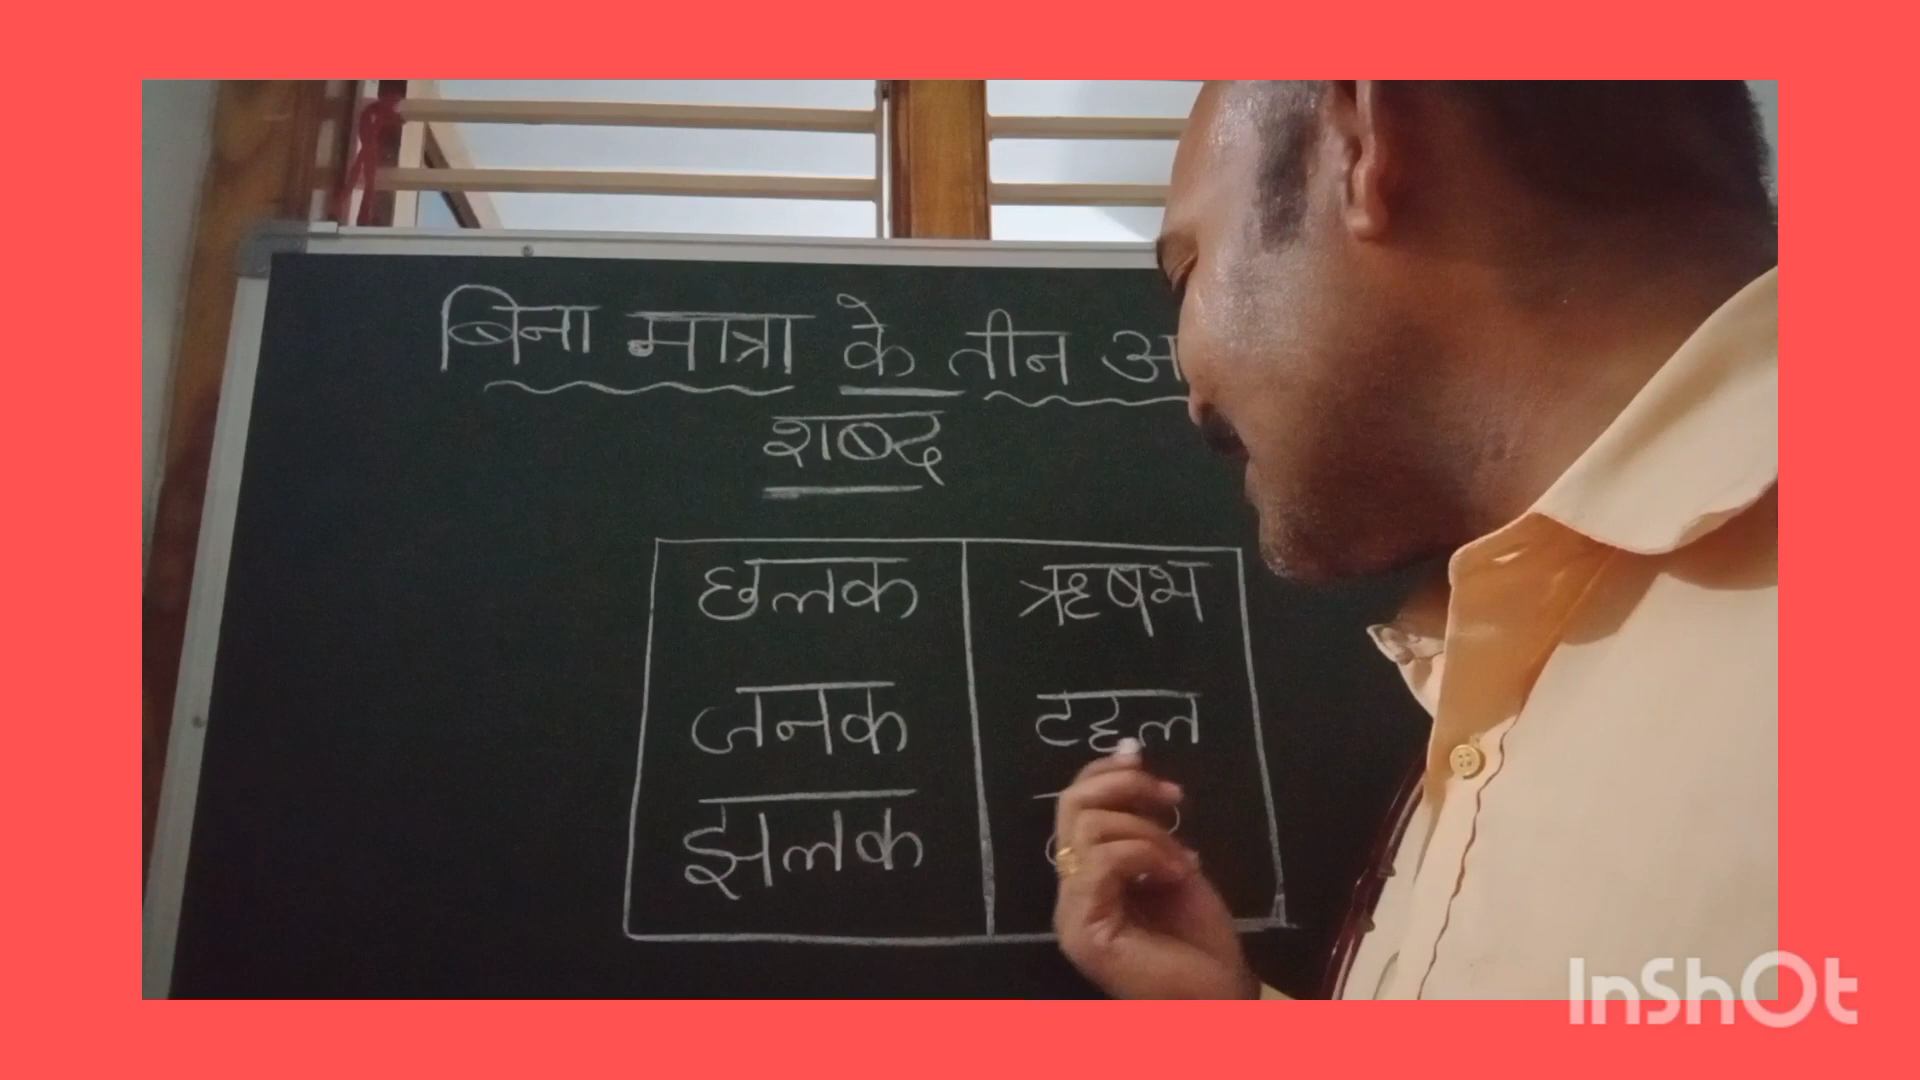 बिना मात्रा के तीन अ
शब्द
छलक ऋषभ
जनक टहल
झलक
InShOt